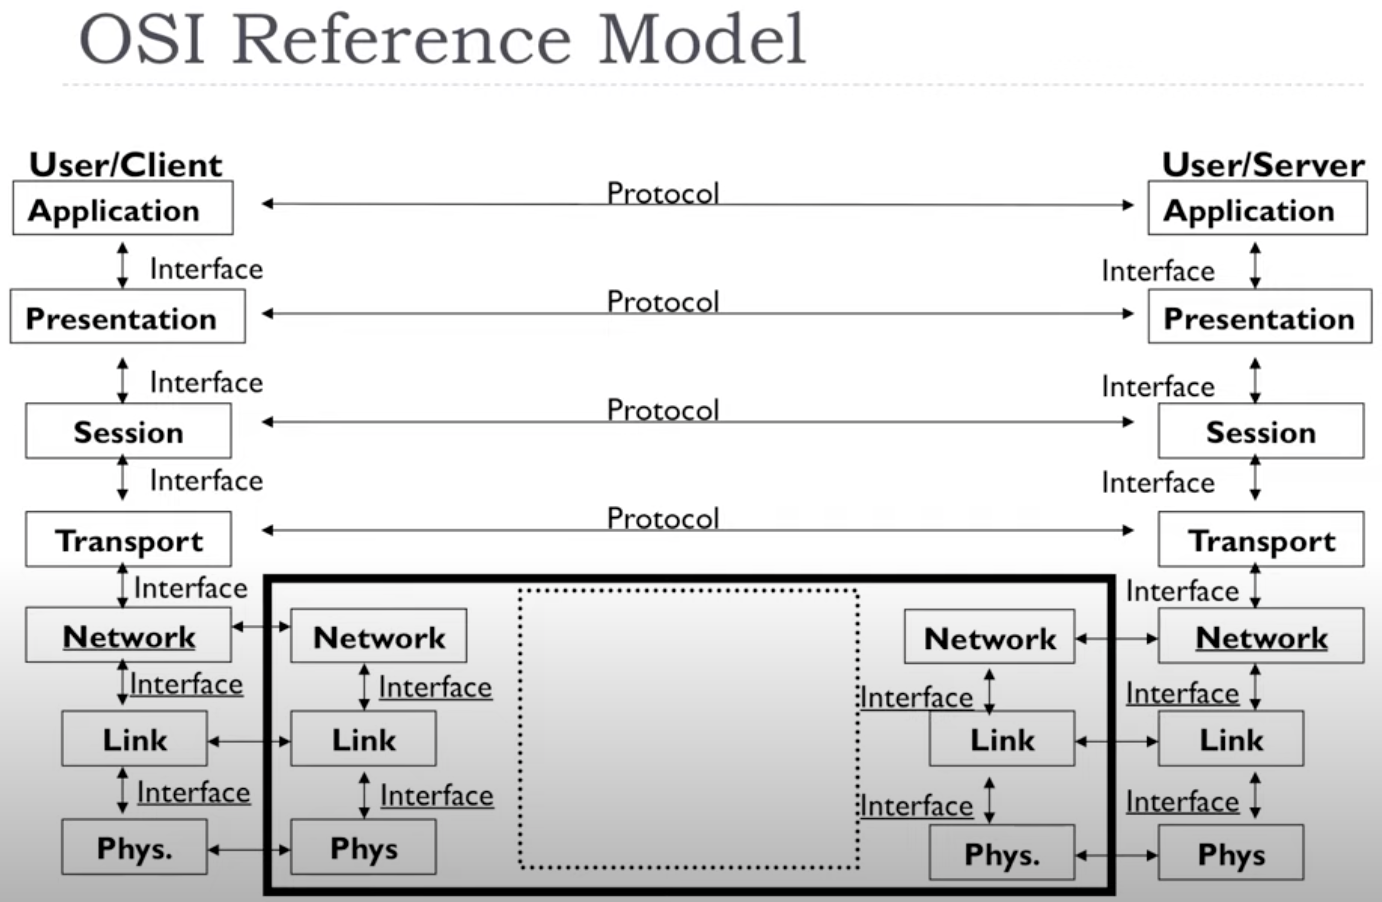 OSI Reference Model
User/Client User/Server
Application Protocol Application
Interface Interface
Presentation Protocol Presentation
Interface Interface
Session Protocol Session
Interface Interface
Transport Protocol Transport
Interface Interface
Network Network Network Network
Interface Interface Interface Interface
Link Link Link Link
Interface Interface Interface Interface
Phys. Phys Phys. Phys